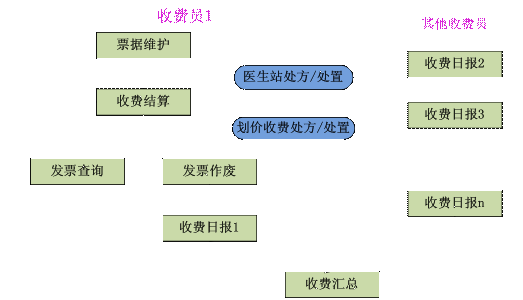 收费员1
其他收费员
票据维护
收费日报2
医生站处方/处置
收费结算
收费日报3
划价收费处方/处置
发票查询
发票作废
收费日报n
收费日报1
收费汇总